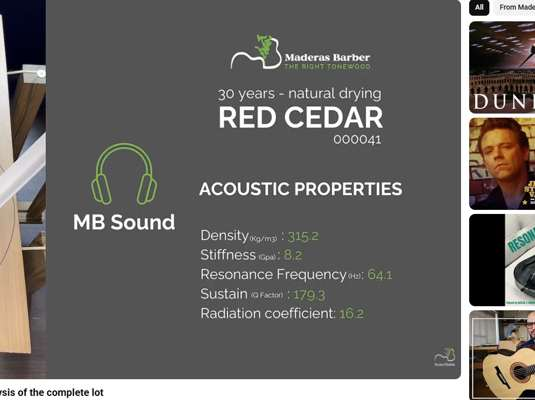 All
From Made
Maderas Barber
THE RIGHT TONEWOOD
30 years - natural drying
RED CEDAR
000041
MB Sound
ACOUSTIC PROPERTIES
Density (Kg/m3) : 315.2
Stiffness (Gpa) : 8.2
Resonance Frequency (Hz): 64.1
Sustain (Q Factor) : 179.3
Radiation coefficient: 16.2
ysis of the complete lot
DUN
RESON